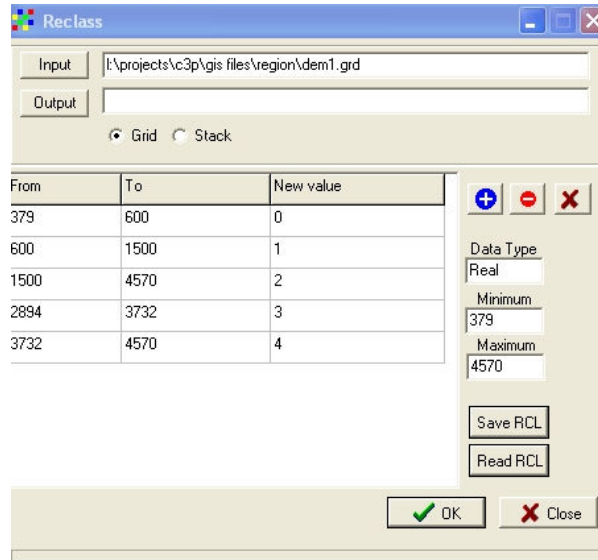 Reclass
Input I:\projects\c3p\gis files\region\dem1.grd
Output
Grid Stack
From To New value
379 600 0
600 1500 1
1500 4570 2
2894 3732 3
3732 4570 4
Data Type
Real
Minimum
379
Maximum
4570
Save RCL
Read RCL
OK Close